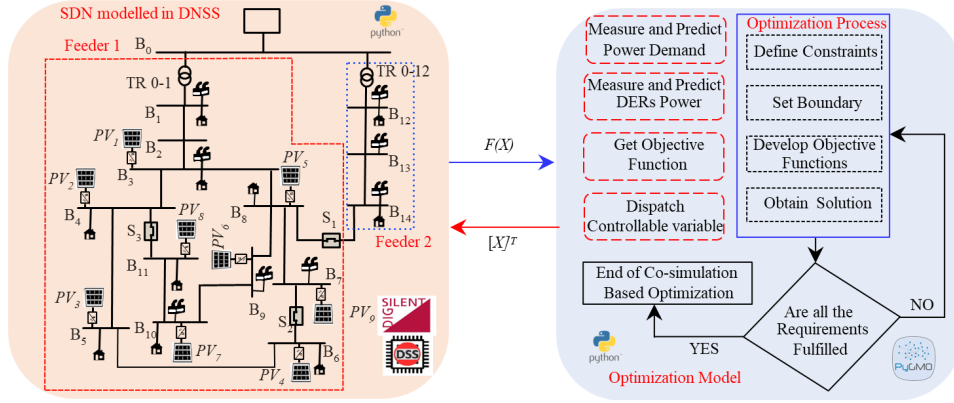 SDN modelled in DNSS
python
Feeder 1
B0
TR 0-1
TR 0-12
B1
B12
PV1
B2
B13
B3
PV5
PV2
B4
PV8
B8
S1
B14
Feeder 2
S3
PV6
B11
B7
PV3
B9
S2
PV9
B5
B10
PV7
B6
PV4
DIGSILENT
DSS
F(X)
[X]T
Measure and Predict
Power Demand
Measure and Predict
DERs Power
Get Objective
Function
Dispatch
Controllable variable
Optimization Process
Define Constraints
Set Boundary
Develop Objective
Functions
Obtain Solution
End of Co-simulation
Based Optimization
Are all the
Requirements
Fulfilled
NO
YES
python
Optimization Model
PyGMO